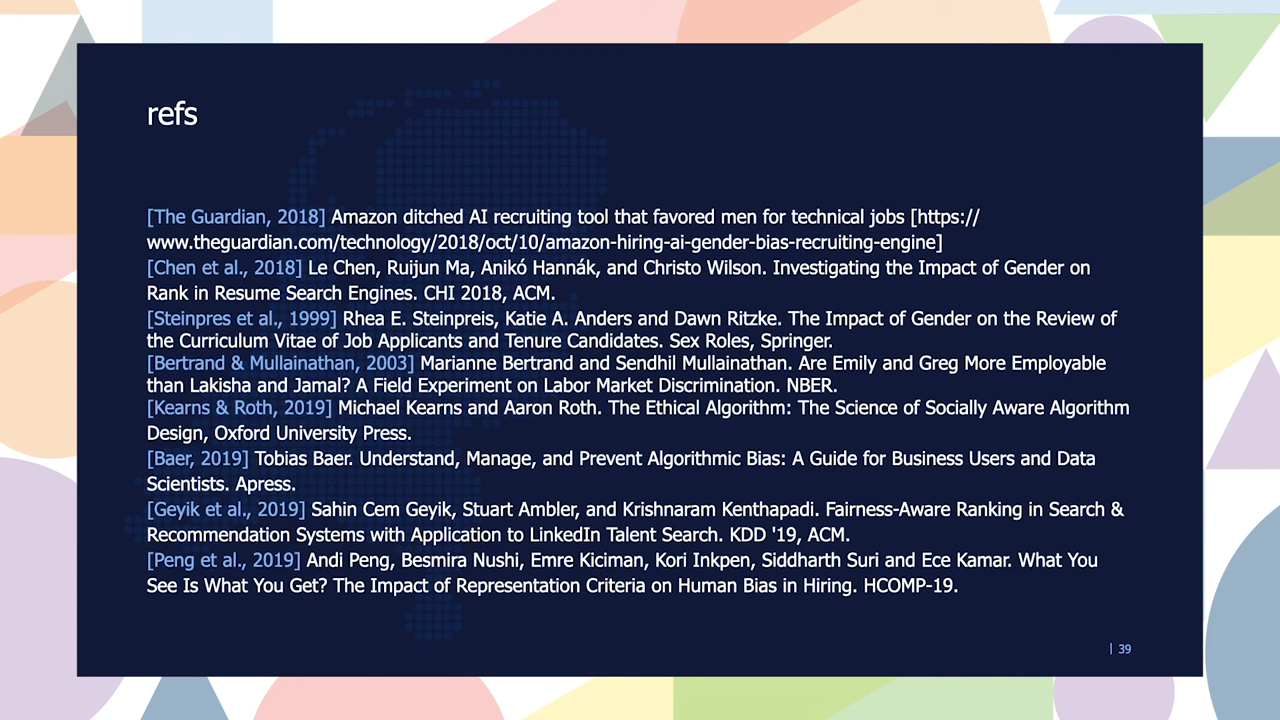 refs
[The Guardian, 2018] Amazon ditched AI recruiting tool that favored men for technical jobs [https://
www.theguardian.com/technology/2018/oct/10/amazon-hiring-ai-gender-bias-recruiting-engine]
[Chen et al., 2018] Le Chen, Ruijun Ma, Anikó Hannák, and Christo Wilson. Investigating the Impact of Gender on
Rank in Resume Search Engines. CHI 2018, ACM.
[Steinpres et al., 1999] Rhea E. Steinpreis, Katie A. Anders and Dawn Ritzke. The Impact of Gender on the Review of
the Curriculum Vitae of Job Applicants and Tenure Candidates. Sex Roles, Springer.
[Bertrand & Mullainathan, 2003] Marianne Bertrand and Sendhil Mullainathan. Are Emily and Greg More Employable
than Lakisha and Jamal? A Field Experiment on Labor Market Discrimination. NBER.
[Kearns & Roth, 2019] Michael Kearns and Aaron Roth. The Ethical Algorithm: The Science of Socially Aware Algorithm
Design, Oxford University Press.
[Baer, 2019] Tobias Baer. Understand, Manage, and Prevent Algorithmic Bias: A Guide for Business Users and Data
Scientists. Apress.
[Geyik et al., 2019] Sahin Cem Geyik, Stuart Ambler, and Krishnaram Kenthapadi. Fairness-Aware Ranking in Search &
Recommendation Systems with Application to LinkedIn Talent Search. KDD '19, ACM.
[Peng et al., 2019] Andi Peng, Besmira Nushi, Emre Kiciman, Kori Inkpen, Siddharth Suri and Ece Kamar. What You
See Is What You Get? The Impact of Representation Criteria on Human Bias in Hiring. HCOMP-19.
| 39